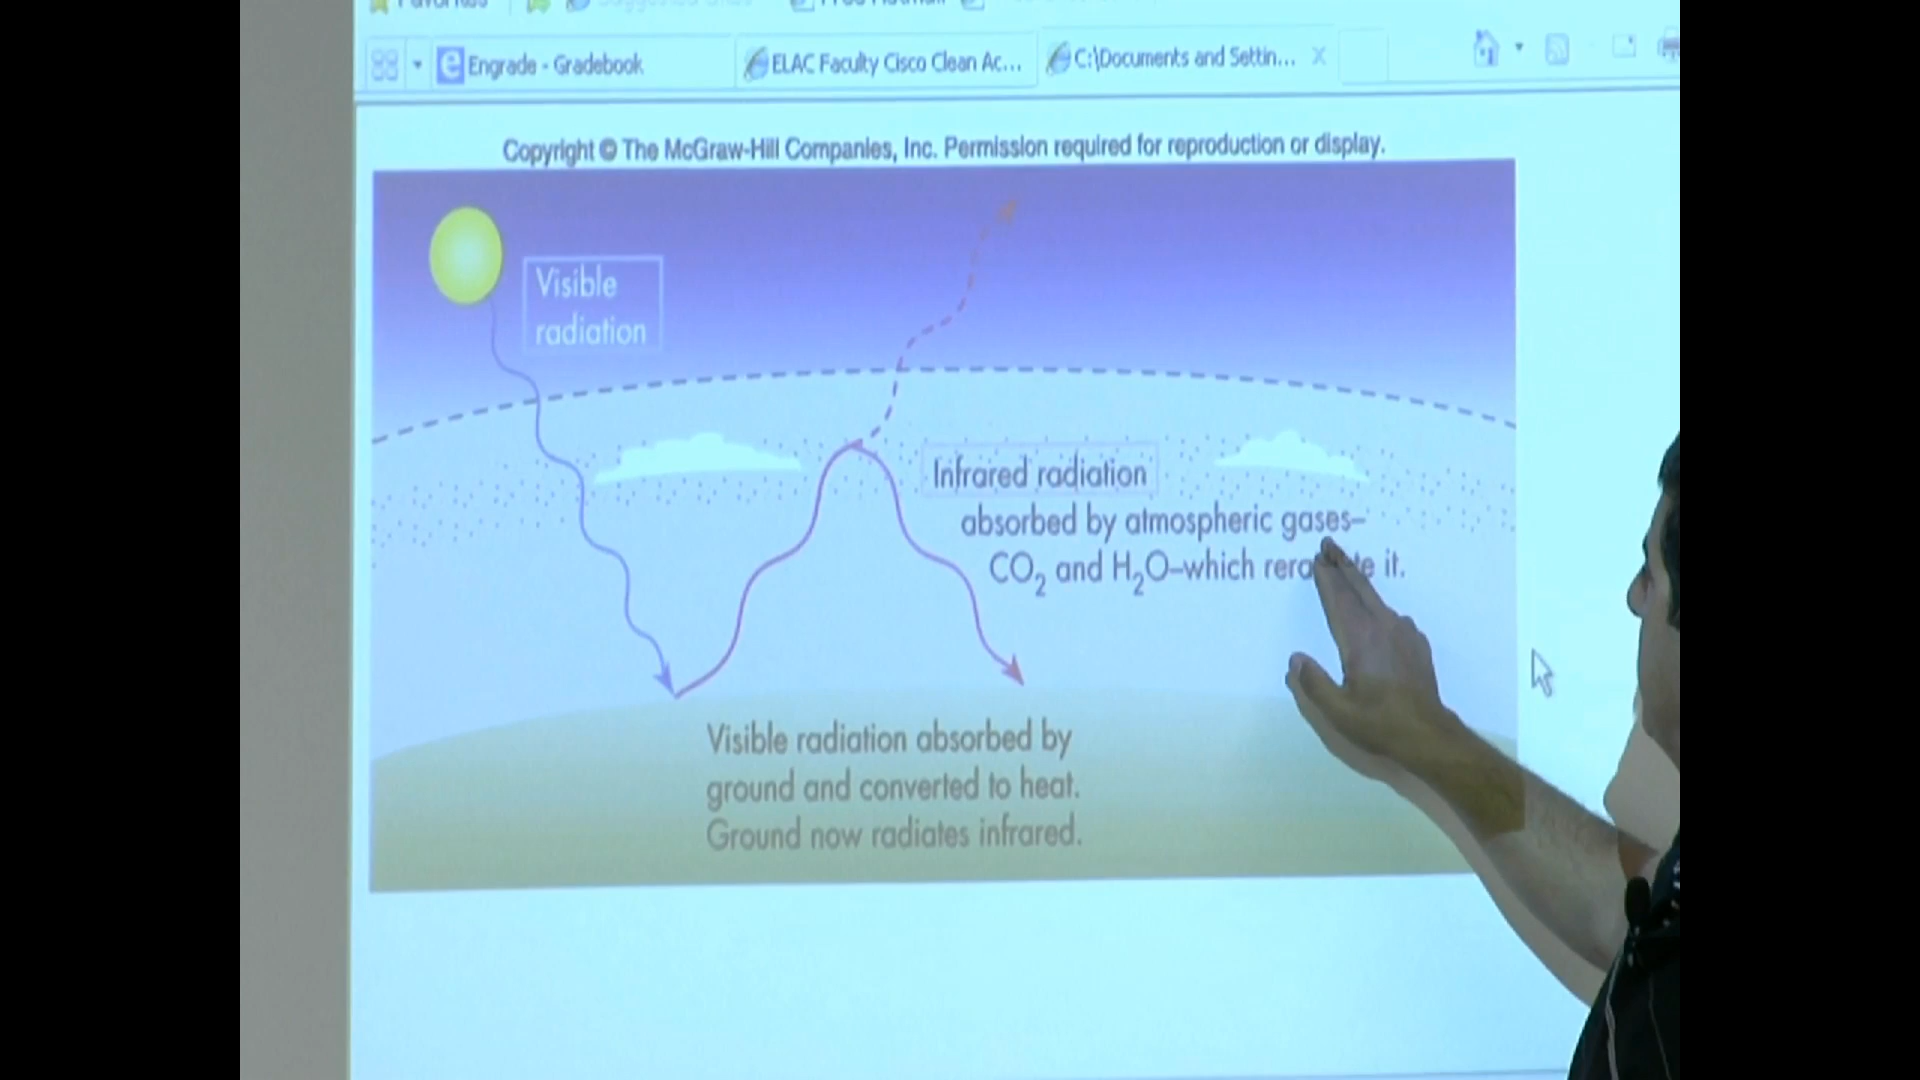 Favorites
Engrade - Gradebook
ELAC Faculty Cisco Clean Ac...
C:\Documents and Settin...
Copyright © The McGraw-Hill Companies, Inc. Permission required for reproduction or display.
Visible
radiation
Infrared radiation
absorbed by atmospheric gases–
CO₂ and H₂O–which reradiate it.
Visible radiation absorbed by
ground and converted to heat.
Ground now radiates infrared.